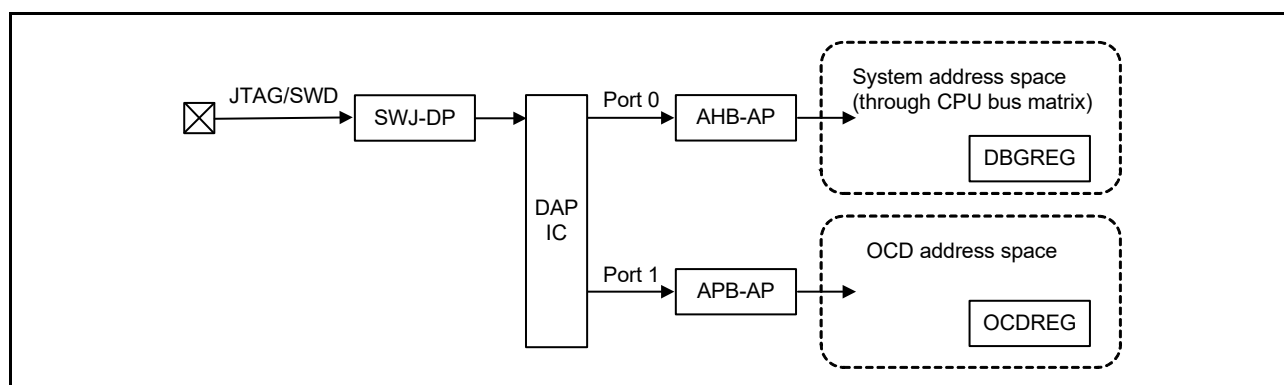 JTAG/SWD
SWJ-DP
DAP
IC
Port 0
AHB-AP
System address space
(through CPU bus matrix)
DBGREG
Port 1
APB-AP
OCD address space
OCDREG